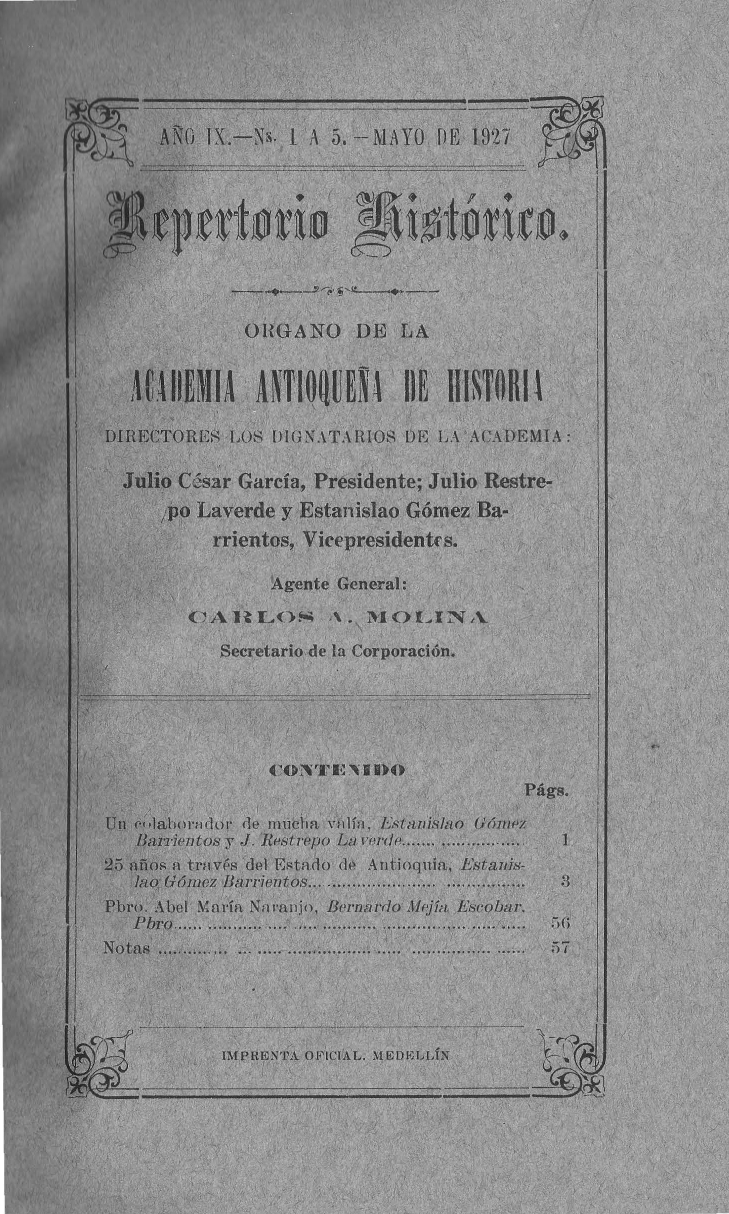 AÑO IX.—Ns. 1 A 5.—MAYO DE 1927
Repertorio Histórico.
ORGANO DE LA
ACADEMIA ANTIOQUEÑA DE HISTORIA
DIRECTORES LOS DIGNATARIOS DE LA ACADEMIA:
Julio César García, Presidente; Julio Restre-
po Laverde y Estanislao Gómez Ba-
rrientos, Vicepresidentes.
Agente General:
CARLOS A. MOLINA
Secretario de la Corporación.
CONTENIDO
Págs.
Un colaborador de mucha valía, Estanislao Gómez
Barrientos y J. Restrepo Laverde........................ 1
25 años a través del Estado de Antioquia, Estanis-
lao Gómez Barrientos........................................ 3
Pbro. Abel María Naranjo, Bernardo Mejía Escobar,
Pbro............................................................ 56
Notas ............................................................ 57
IMPRENTA OFICIAL. MEDELLÍN